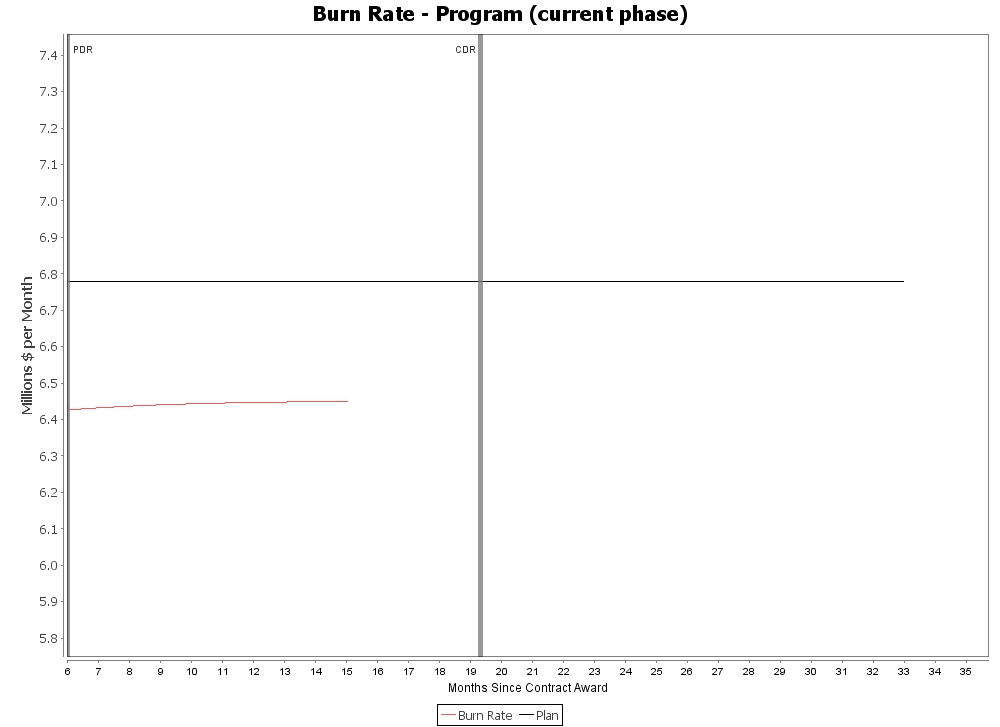 Burn Rate - Program (current phase)
PDR
CDR
7.4
7.3
7.2
7.1
7.0
6.9
6.8
6.7
6.6
6.5
6.4
6.3
6.2
6.1
6.0
5.9
5.8
Millions $ per Month
6 7 8 9 10 11 12 13 14 15 16 17 18 19 20 21 22 23 24 25 26 27 28 29 30 31 32 33 34 35
Months Since Contract Award
Burn Rate Plan